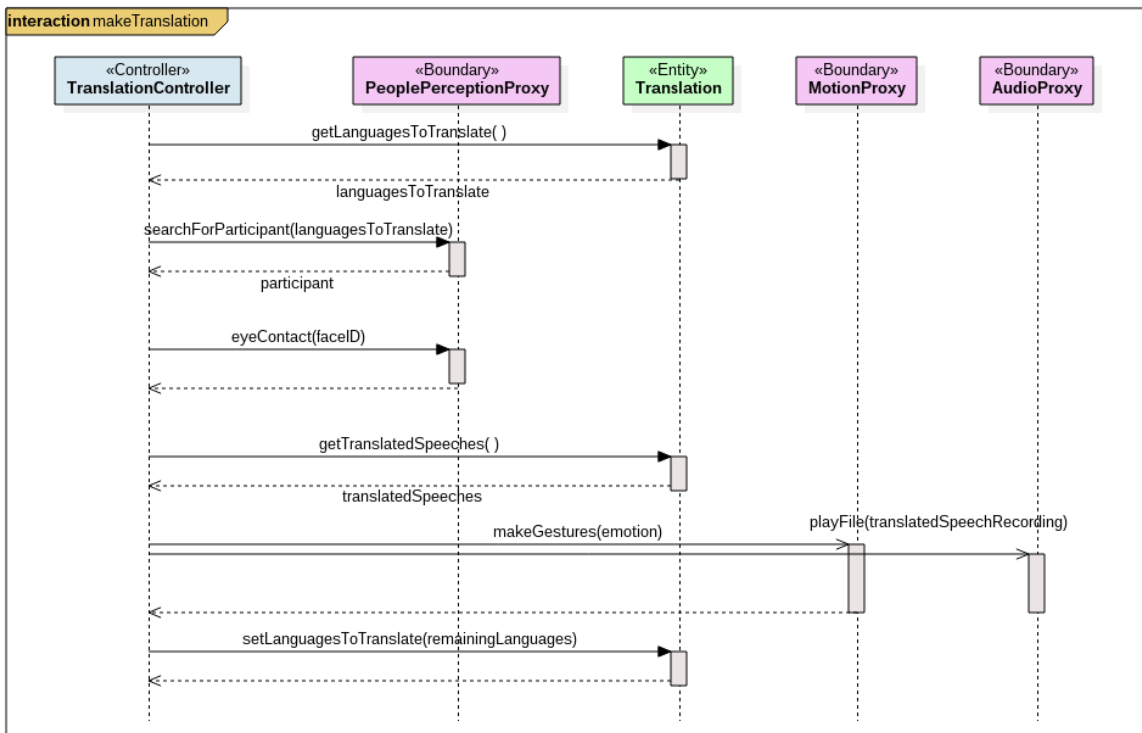 interaction makeTranslation
«Controller»
TranslationController
«Boundary»
PeoplePerceptionProxy
«Entity»
Translation
«Boundary»
MotionProxy
«Boundary»
AudioProxy
getLanguagesToTranslate( )
languagesToTranslate
searchForParticipant(languagesToTranslate)
participant
eyeContact(faceID)
getTranslatedSpeeches( )
translatedSpeeches
playFile(translatedSpeechRecording)
makeGestures(emotion)
setLanguagesToTranslate(remainingLanguages)